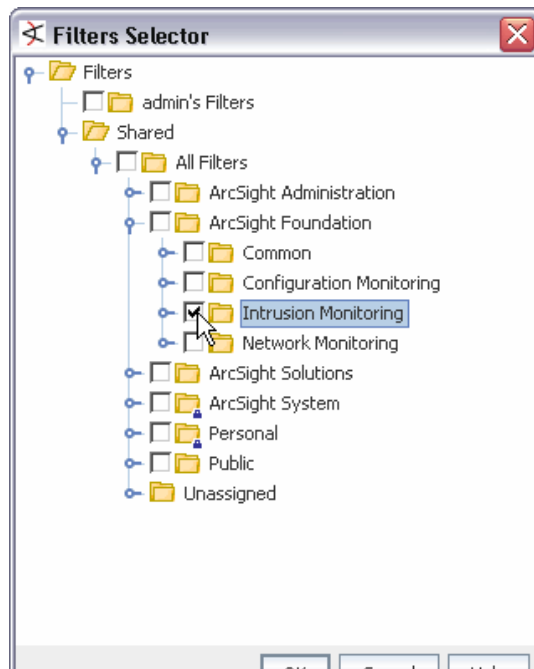 Filters Selector
Filters
admin's Filters
Shared
All Filters
ArcSight Administration
ArcSight Foundation
Common
Configuration Monitoring
Intrusion Monitoring
Network Monitoring
ArcSight Solutions
ArcSight System
Personal
Public
Unassigned